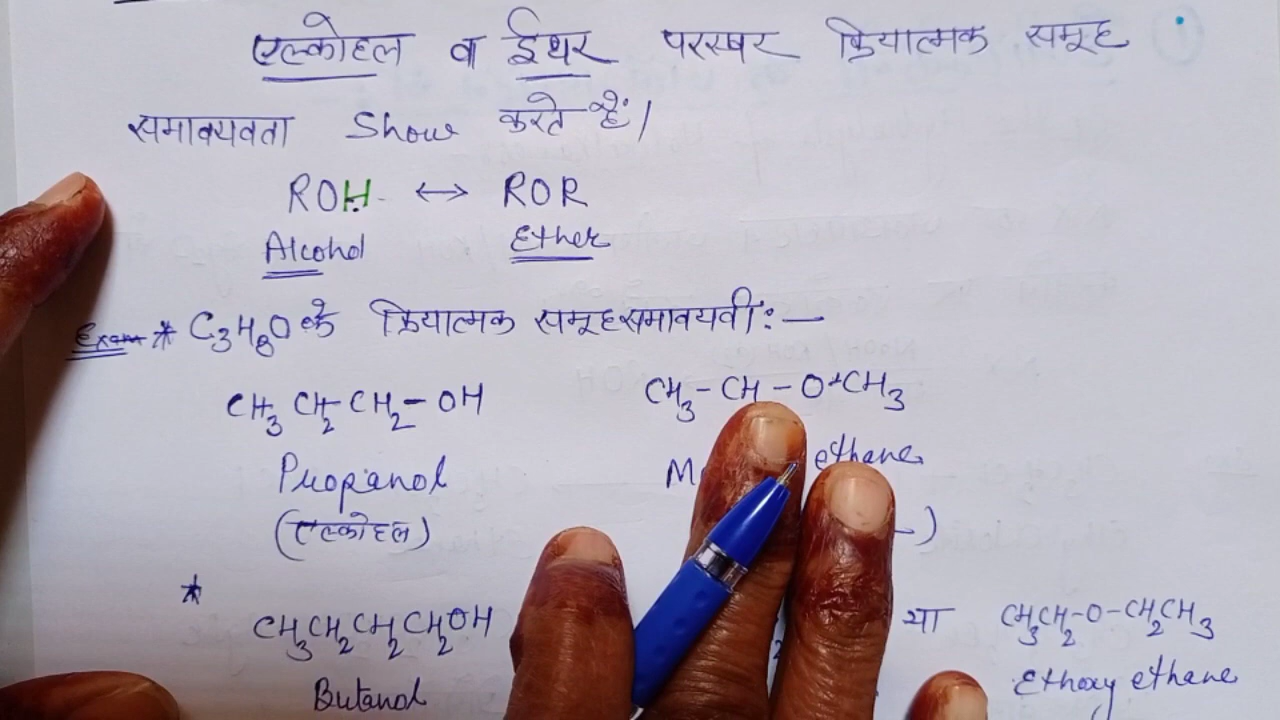 एल्कोहल व ईथर परस्पर क्रियात्मक समूह
समावयवता Show करते हैं।
ROH ↔ ROR
Alcohol Ether
Exam * C3H8O के क्रियात्मक समूह समावयवी:—
CH3 CH2 CH2-OH CH3-CH -O-CH3
Propanol M ethane
(एल्कोहल) )
* CH3CH2CH2CH2OH या CH3CH2-O-CH2CH3
Butanol Ethoxy ethane